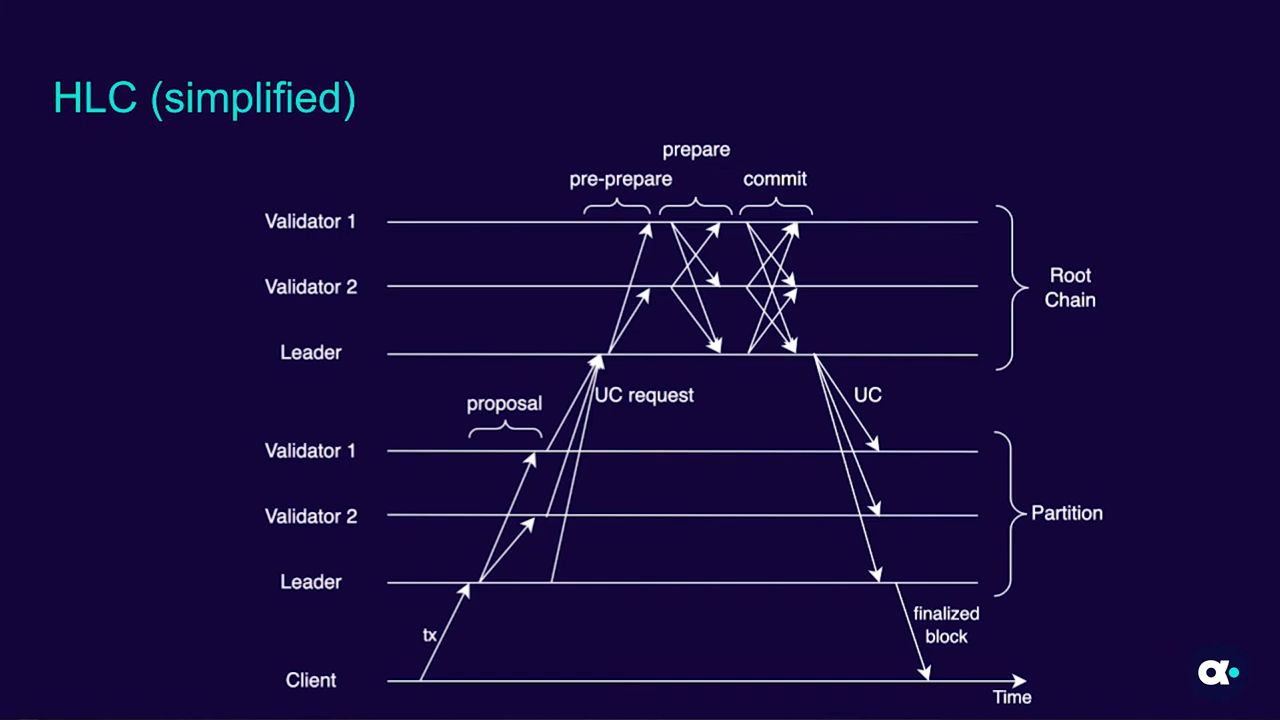 HLC (simplified)
prepare
pre-prepare
commit
Validator 1
Validator 2
Leader
Root
Chain
UC request
UC
proposal
Validator 1
Validator 2
Leader
Partition
tx
finalized
block
Client
Time